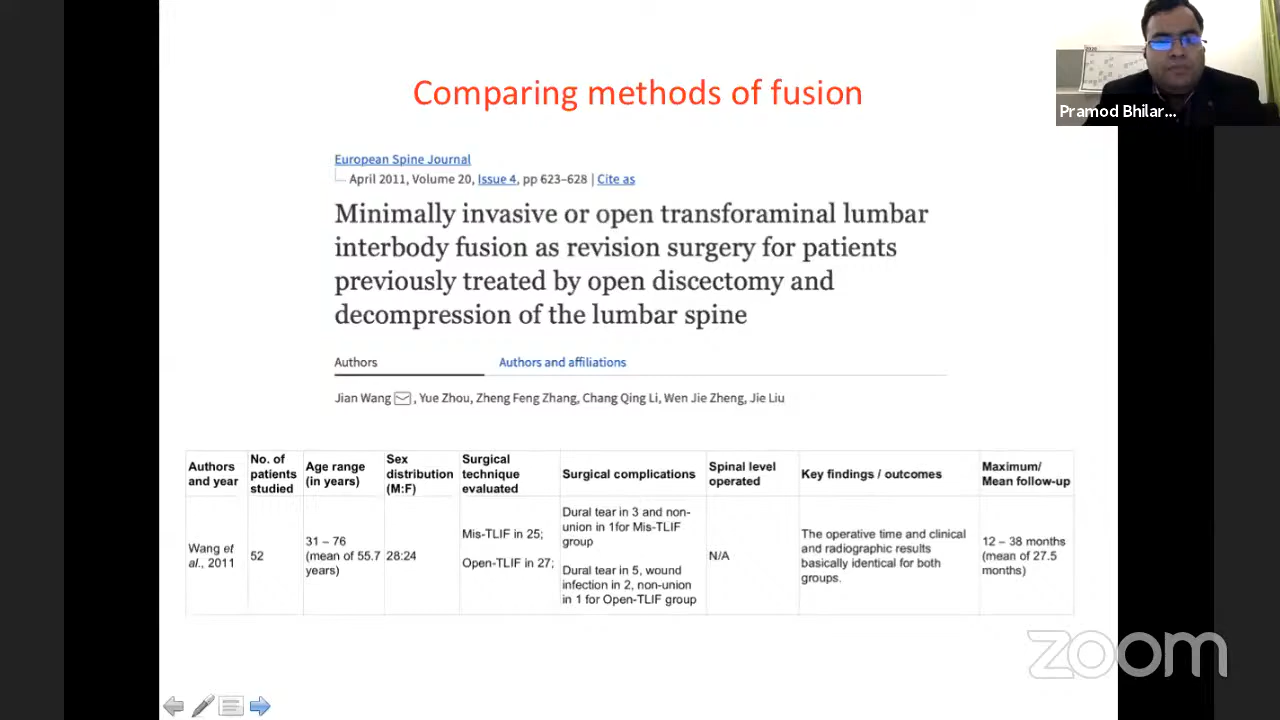 Comparing methods of fusion
Pramod Bhilar...
European Spine Journal
April 2011, Volume 20, Issue 4, pp 623–628 | Cite as
Minimally invasive or open transforaminal lumbar
interbody fusion as revision surgery for patients
previously treated by open discectomy and
decompression of the lumbar spine
Authors
Authors and affiliations
Jian Wang, Yue Zhou, Zheng Feng Zhang, Chang Qing Li, Wen Jie Zheng, Jie Liu
Authors
and year
No. of
patients
studied
Age range
(in years)
Sex
distribution
(M:F)
Surgical
technique
evaluated
Surgical complications
Spinal level
operated
Key findings / outcomes
Maximum/
Mean follow-up
Wang et
al., 2011
52
31 – 76
(mean of 55.7
years)
28:24
Mis-TLIF in 25;
Open-TLIF in 27;
Dural tear in 3 and non-
union in 1for Mis-TLIF
group
Dural tear in 5, wound
infection in 2, non-union
in 1 for Open-TLIF group
N/A
The operative time and clinical
and radiographic results
basically identical for both
groups.
12 – 38 months
(mean of 27.5
months)
zoom